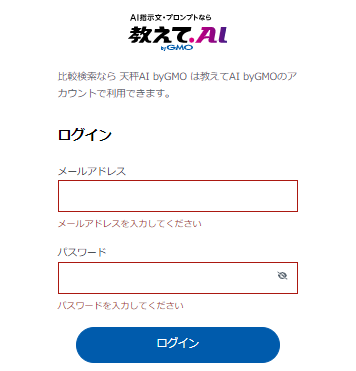 AI指示文・プロンプトなら
教えて.AI
by GMO
比較検索なら 天秤AI byGMO は教えてAI byGMOのア
カウントで利用できます。
ログイン
メールアドレス
メールアドレスを入力してください
パスワード
パスワードを入力してください
ログイン